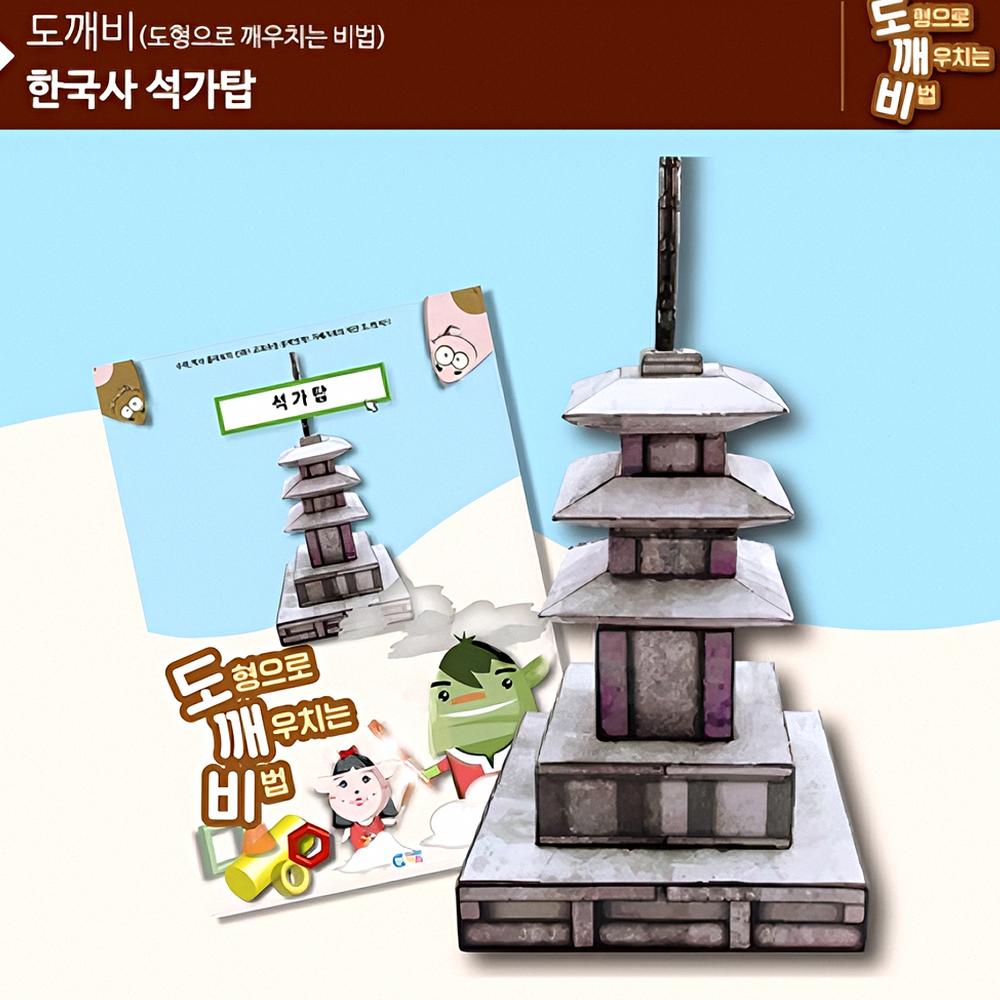 도깨비(도형으로 깨우치는 비법)
한국사 석가탑
도형으로
깨우치는
비법
석가탑
도형으로
깨우치는
비법